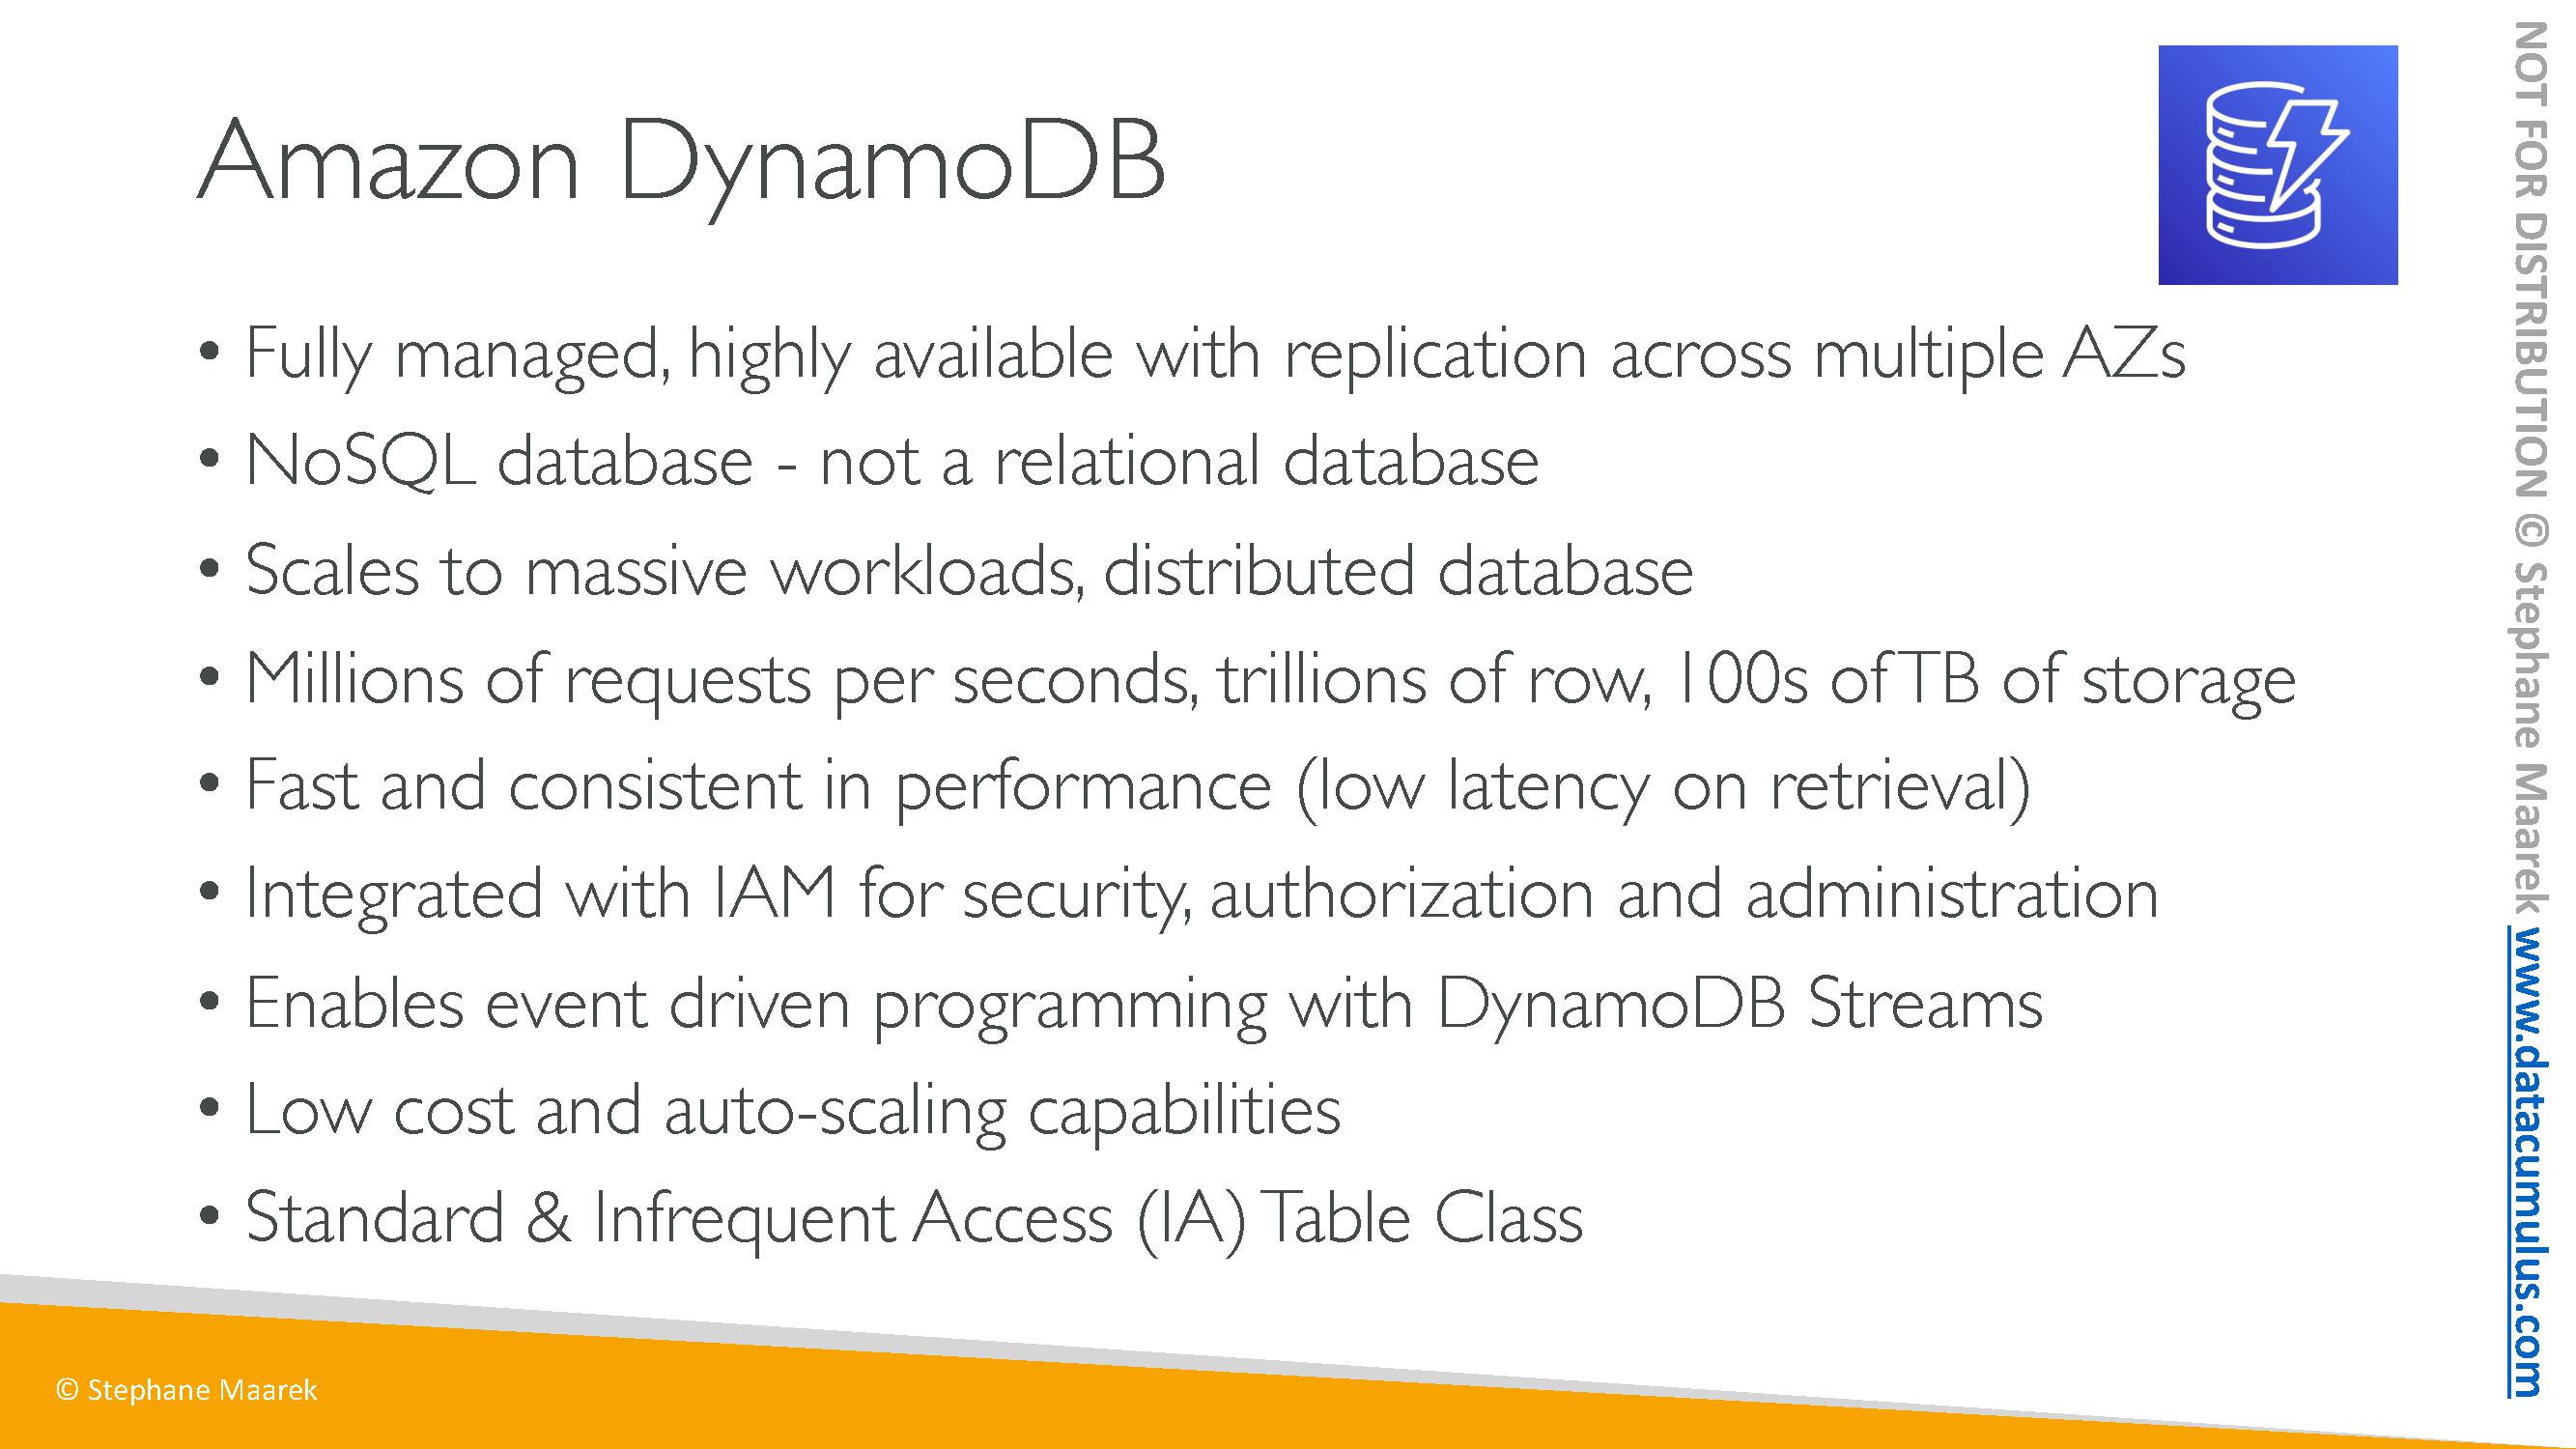 Amazon DynamoDB
• Fully managed, highly available with replication across multiple AZs
• NoSQL database - not a relational database
• Scales to massive workloads, distributed database
• Millions of requests per seconds, trillions of row, 100s of TB of storage
• Fast and consistent in performance (low latency on retrieval)
• Integrated with IAM for security, authorization and administration
• Enables event driven programming with DynamoDB Streams
• Low cost and auto-scaling capabilities
• Standard & Infrequent Access (IA) Table Class
© Stephane Maarek
NOT FOR DISTRIBUTION © Stephane Maarek www.datacumulus.com